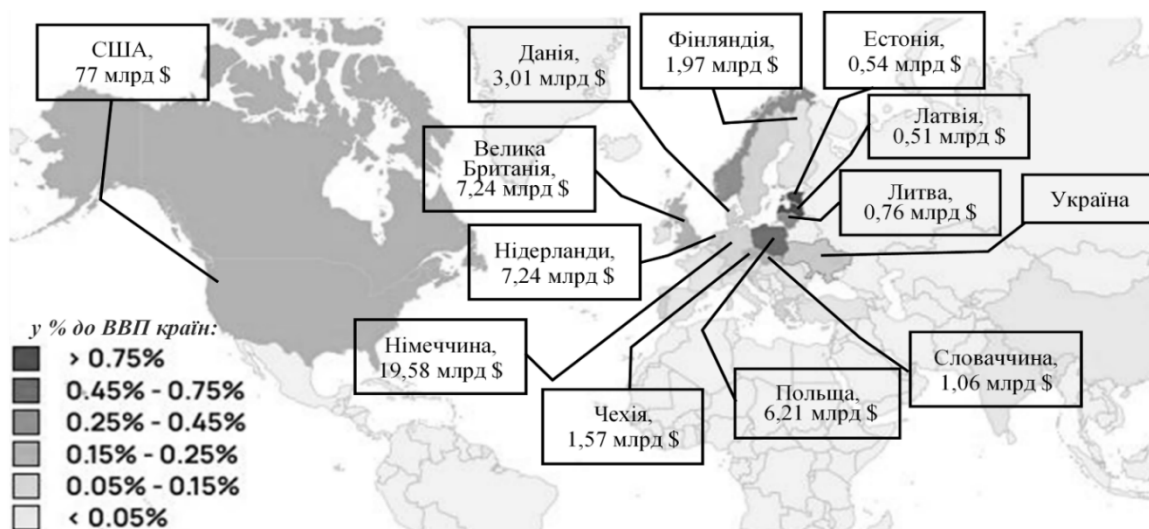 США,
77 млрд $
Данія,
3,01 млрд $
Фінляндія,
1,97 млрд $
Естонія,
0,54 млрд $
Латвія,
0,51 млрд $
Велика
Британія,
7,24 млрд $
Литва,
0,76 млрд $
Україна
Нідерланди,
7,24 млрд $
у % до ВВП країн:
> 0.75%
0.45% - 0.75%
0.25% - 0.45%
0.15% - 0.25%
0.05% - 0.15%
< 0.05%
Німеччина,
19,58 млрд $
Чехія,
1,57 млрд $
Польща,
6,21 млрд $
Словаччина,
1,06 млрд $